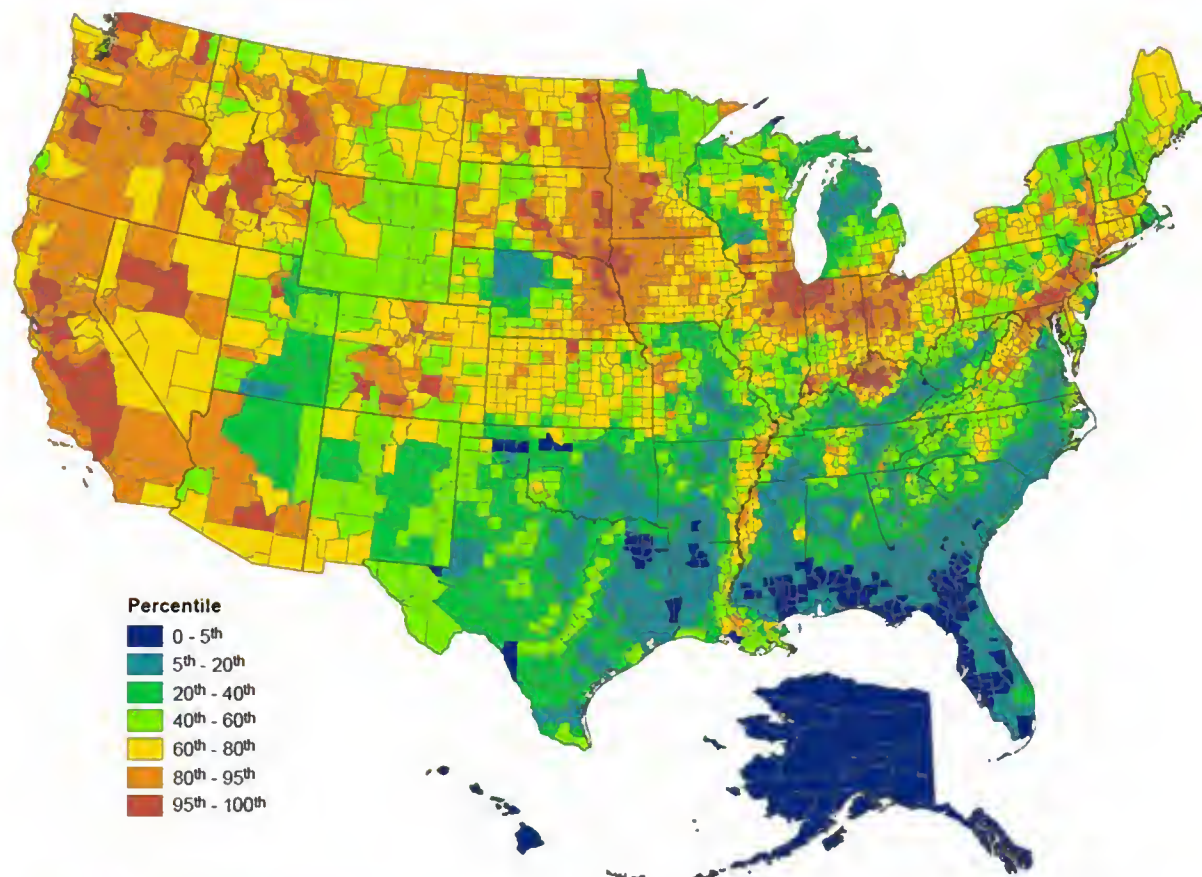 Percentile
0 - 5th
5th - 20th
20th - 40th
40th - 60th
60th - 80th
80th - 95th
95th - 100th